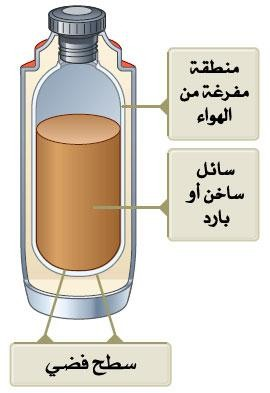 منطقة
مفرغة من
الهواء
سائل
ساخن أو
بارد
سطح فضي